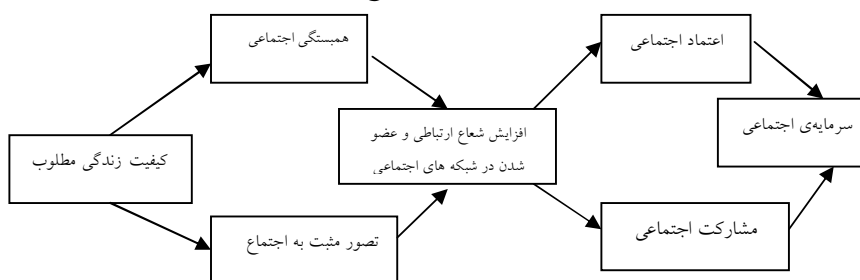 همبستگی اجتماعی
اعتماد اجتماعی
افزایش شعاع ارتباطی و عضو
شدن در شبکه های اجتماعی
سرمایه‌ی اجتماعی
کیفیت زندگی مطلوب
تصور مثبت به اجتماع
مشارکت اجتماعی